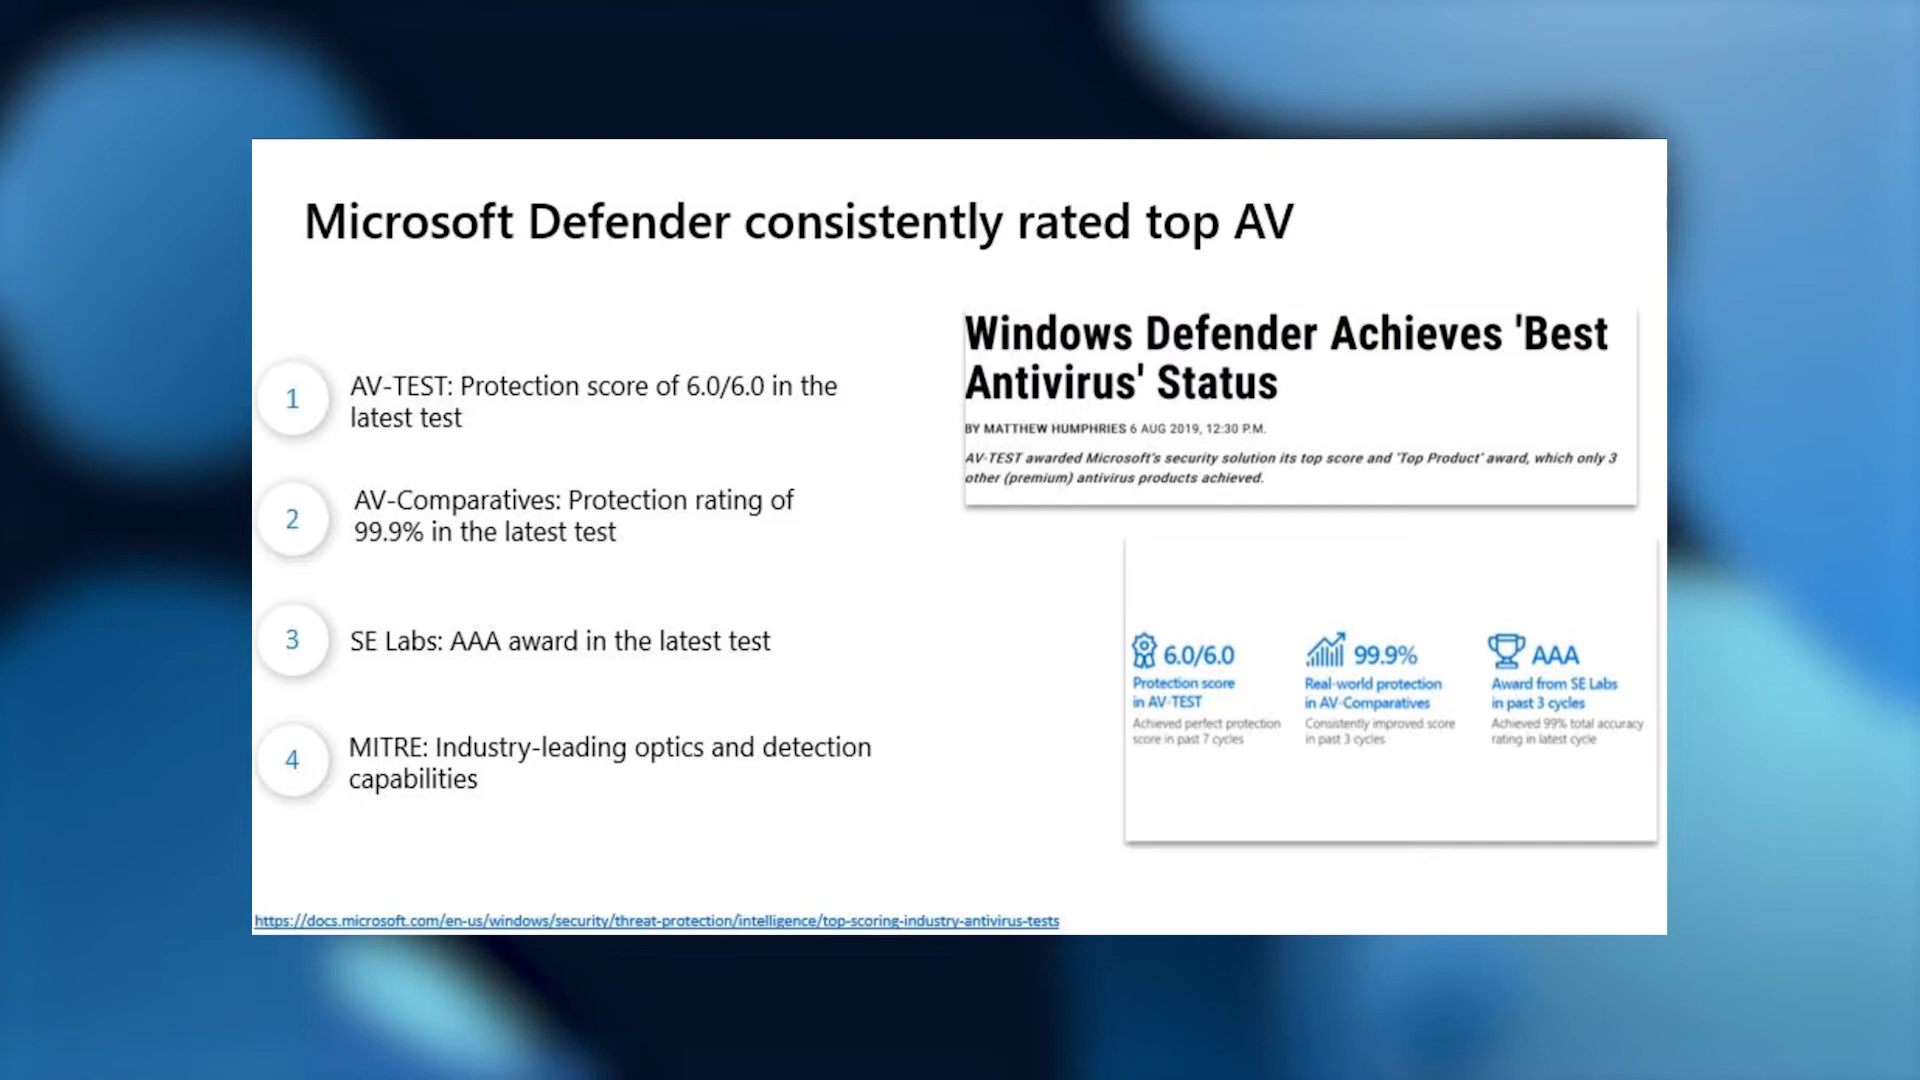 Microsoft Defender consistently rated top AV
1
AV-TEST: Protection score of 6.0/6.0 in the
latest test
2
AV-Comparatives: Protection rating of
99.9% in the latest test
3
SE Labs: AAA award in the latest test
4
MITRE: Industry-leading optics and detection
capabilities
Windows Defender Achieves 'Best
Antivirus' Status
BY MATTHEW HUMPHRIES 6 AUG 2019, 12:30 P.M.
AV-TEST awarded Microsoft's security solution its top score and 'Top Product' award, which only 3
other (premium) antivirus products achieved.
6.0/6.0
Protection score
in AV-TEST
Achieved perfect protection
score in past 7 cycles
99.9%
Real-world protection
in AV-Comparatives
Consistently improved score
in past 3 cycles
AAA
Award from SE Labs
in past 3 cycles
Achieved 99% total accuracy
rating in latest cycle
https://docs.microsoft.com/en-us/windows/security/threat-protection/intelligence/top-scoring-industry-antivirus-tests